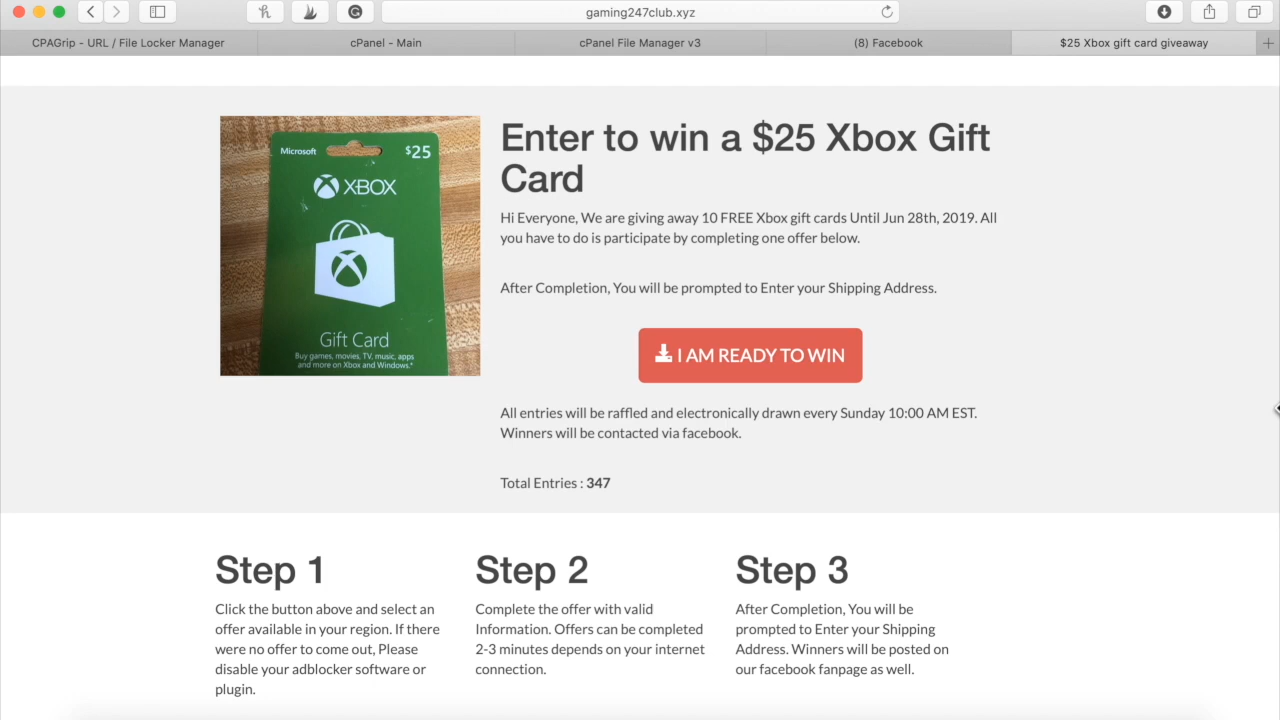 gaming247club.xyz
CPAGrip - URL / File Locker Manager
cPanel - Main
cPanel File Manager v3
(8) Facebook
$25 Xbox gift card giveaway
Microsoft
$25
XBOX
Gift Card
Buy games, movies, TV, music, apps
and more on Xbox and Windows.*
Enter to win a $25 Xbox Gift
Card
Hi Everyone, We are giving away 10 FREE Xbox gift cards Until Jun 28th, 2019. All
you have to do is participate by completing one offer below.
After Completion, You will be prompted to Enter your Shipping Address.
I AM READY TO WIN
All entries will be raffled and electronically drawn every Sunday 10:00 AM EST.
Winners will be contacted via facebook.
Total Entries : 347
Step 1
Click the button above and select an
offer available in your region. If there
were no offer to come out, Please
disable your adblocker software or
plugin.
Step 2
Complete the offer with valid
Information. Offers can be completed
2-3 minutes depends on your internet
connection.
Step 3
After Completion, You will be
prompted to Enter your Shipping
Address. Winners will be posted on
our facebook fanpage as well.